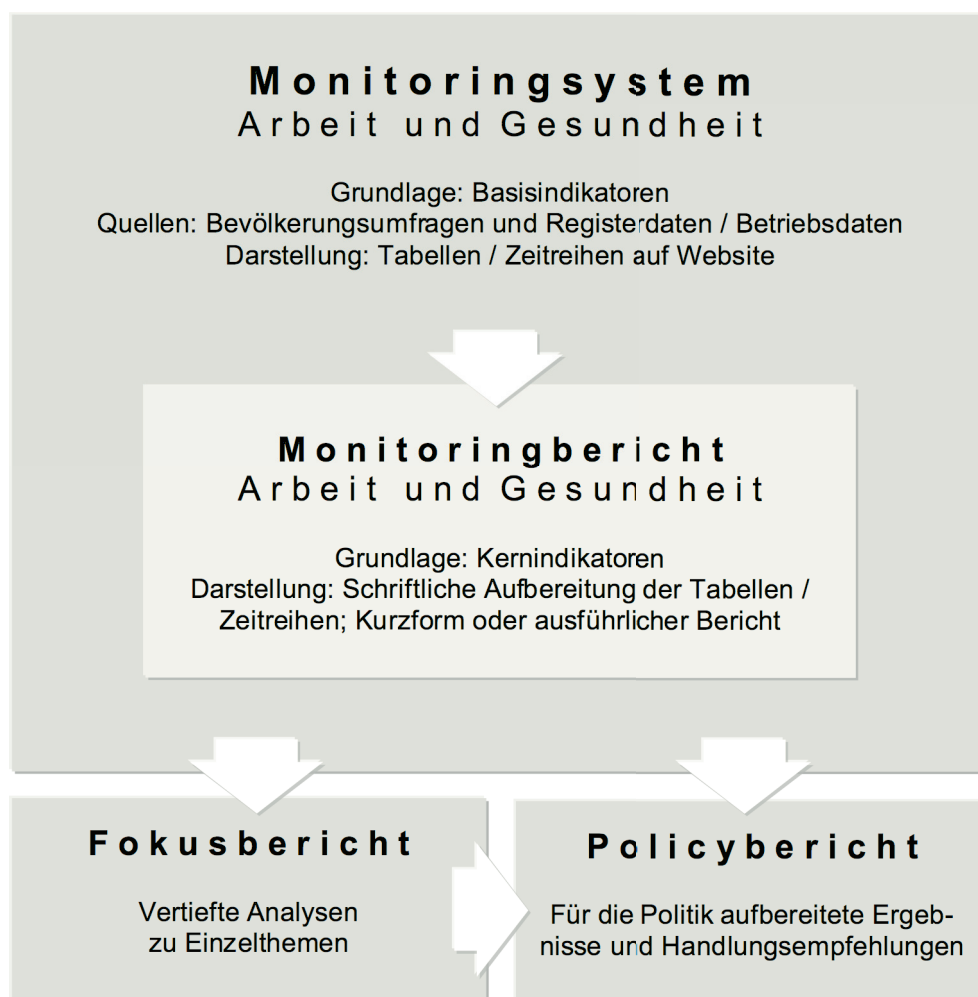 Monitoringsystem
Arbeit und Gesundheit
Grundlage: Basisindikatoren
Quellen: Bevölkerungsumfragen und Registerdaten / Betriebsdaten
Darstellung: Tabellen / Zeitreihen auf Website
Monitoringbericht
Arbeit und Gesundheit
Grundlage: Kernindikatoren
Darstellung: Schriftliche Aufbereitung der Tabellen /
Zeitreihen; Kurzform oder ausführlicher Bericht
Fokusbericht
Vertiefte Analysen
zu Einzelthemen
Policybericht
Für die Politik aufbereitete Ergeb-
nisse und Handlungsempfehlungen